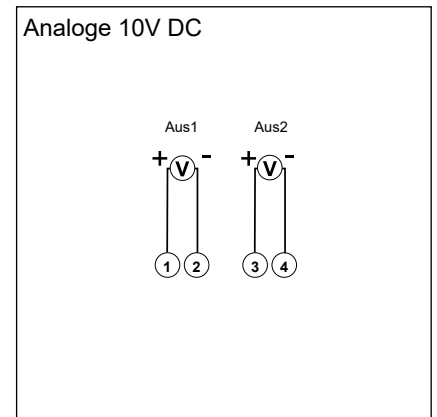 Analoge 10V DC
Aus1 Aus2
+ V - + V -
1 2 3 4